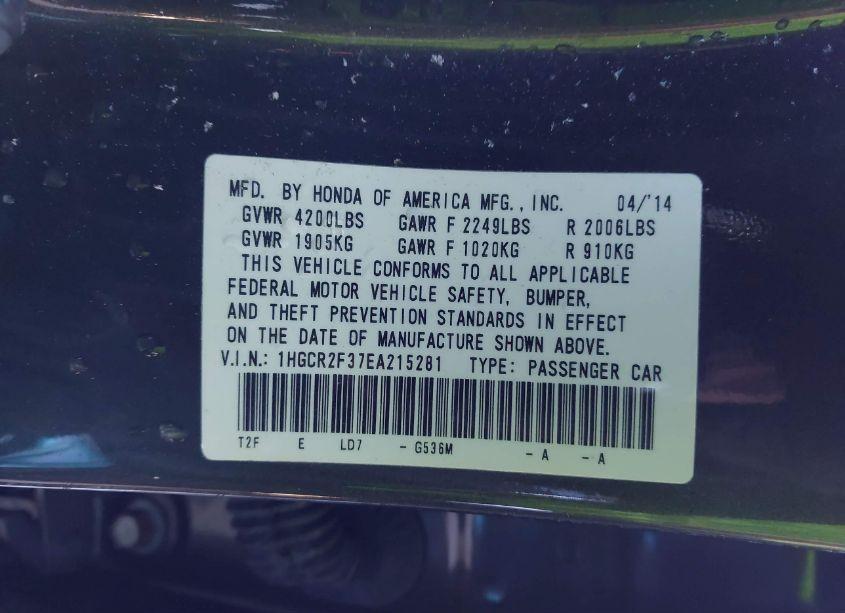 MFD. BY HONDA OF AMERICA MFG., INC. 04/'14
GVWR 4200LBS GAWR F 2249LBS R 2006LBS
GVWR 1905KG GAWR F 1020KG R 910KG
THIS VEHICLE CONFORMS TO ALL APPLICABLE
FEDERAL MOTOR VEHICLE SAFETY, BUMPER,
AND THEFT PREVENTION STANDARDS IN EFFECT
ON THE DATE OF MANUFACTURE SHOWN ABOVE.
V.I.N.: 1HGCR2F37EA215281 TYPE: PASSENGER CAR
T2F E LD7 - G536M - A - A